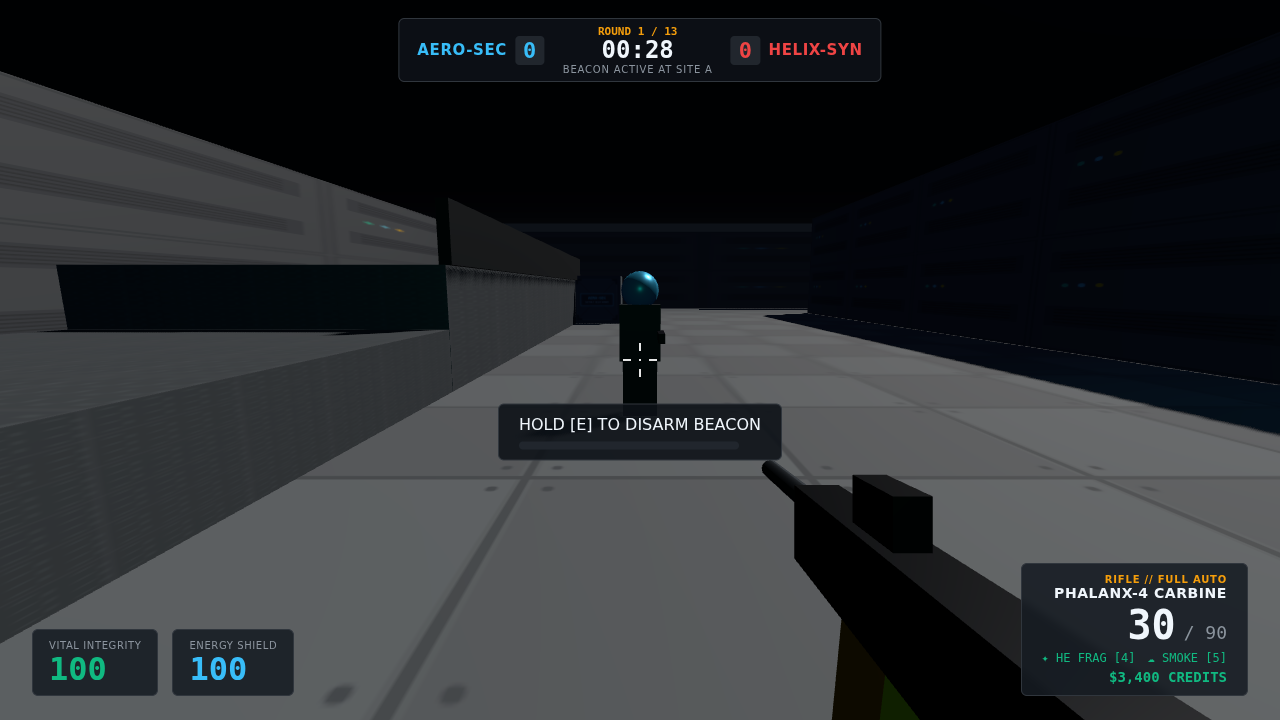 ROUND 1 / 13
AERO-SEC 0 00:28 0 HELIX-SYN
BEACON ACTIVE AT SITE A
HOLD [E] TO DISARM BEACON
VITAL INTEGRITY
100
ENERGY SHIELD
100
RIFLE // FULL AUTO
PHALANX-4 CARBINE
30 / 90
✦ HE FRAG [4] ☁ SMOKE [5]
$3,400 CREDITS